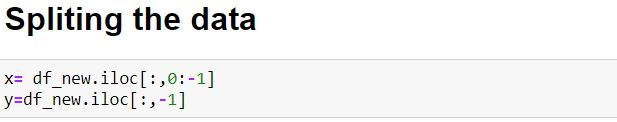 Spliting the data
x= df_new.iloc[:,0:-1]
y=df_new.iloc[:,-1]